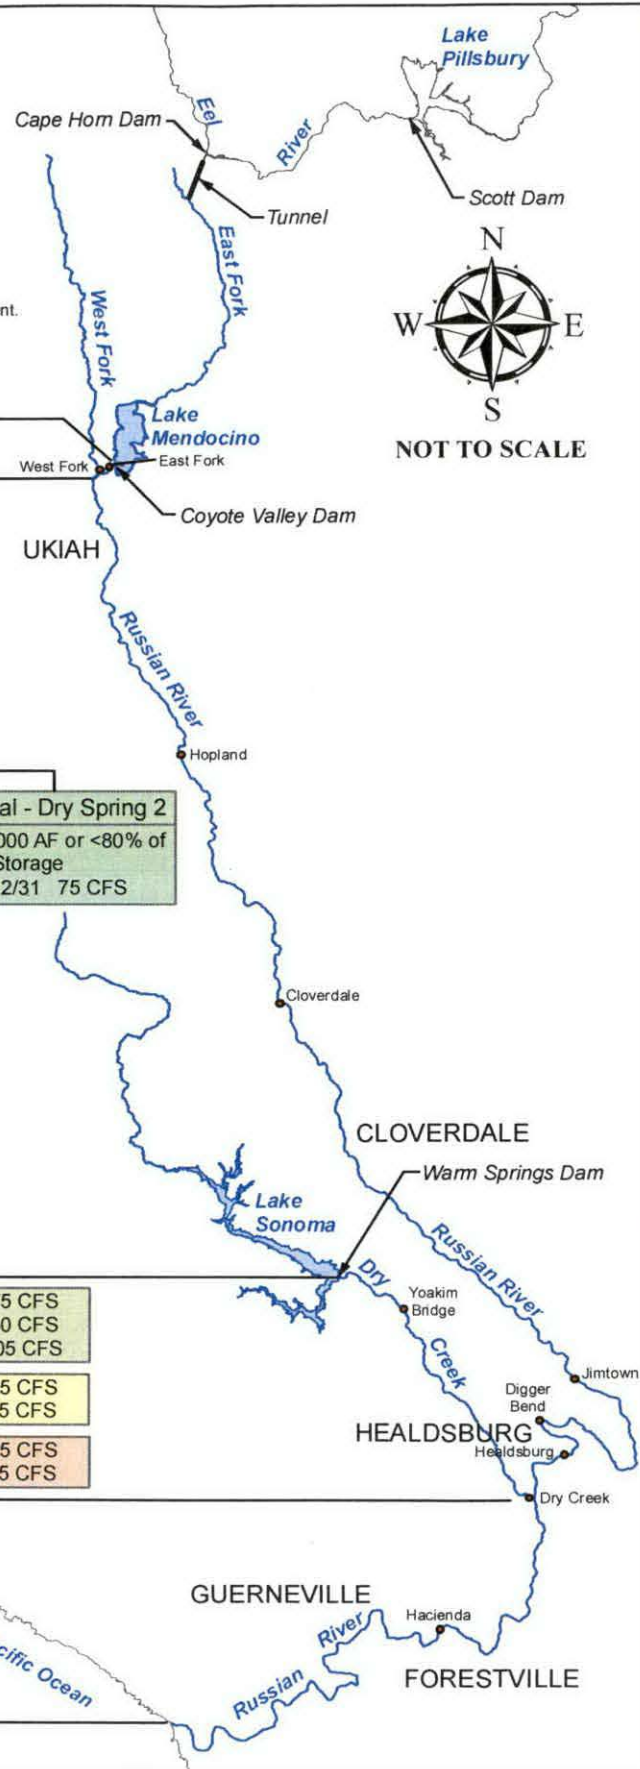 Lake
Pillsbury
Eel
River
Cape Horn Dam
Scott Dam
Tunnel
East Fork
N
W
E
S
NOT TO SCALE
nt.
West Fork
Lake
Mendocino
West Fork
East Fork
Coyote Valley Dam
UKIAH
Russian River
Hopland
al - Dry Spring 2
000 AF or <80% of
Storage
2/31 75 CFS
Cloverdale
CLOVERDALE
Warm Springs Dam
Lake
Sonoma
Russian River
Dry
Creek
Yoakim
Bridge
5 CFS
0 CFS
05 CFS
Jimtown
5 CFS
5 CFS
Digger
Bend
HEALDSBURG
Healdsburg
5 CFS
5 CFS
Dry Creek
GUERNEVILLE
Hacienda
River
Russian
FORESTVILLE
cific Ocean